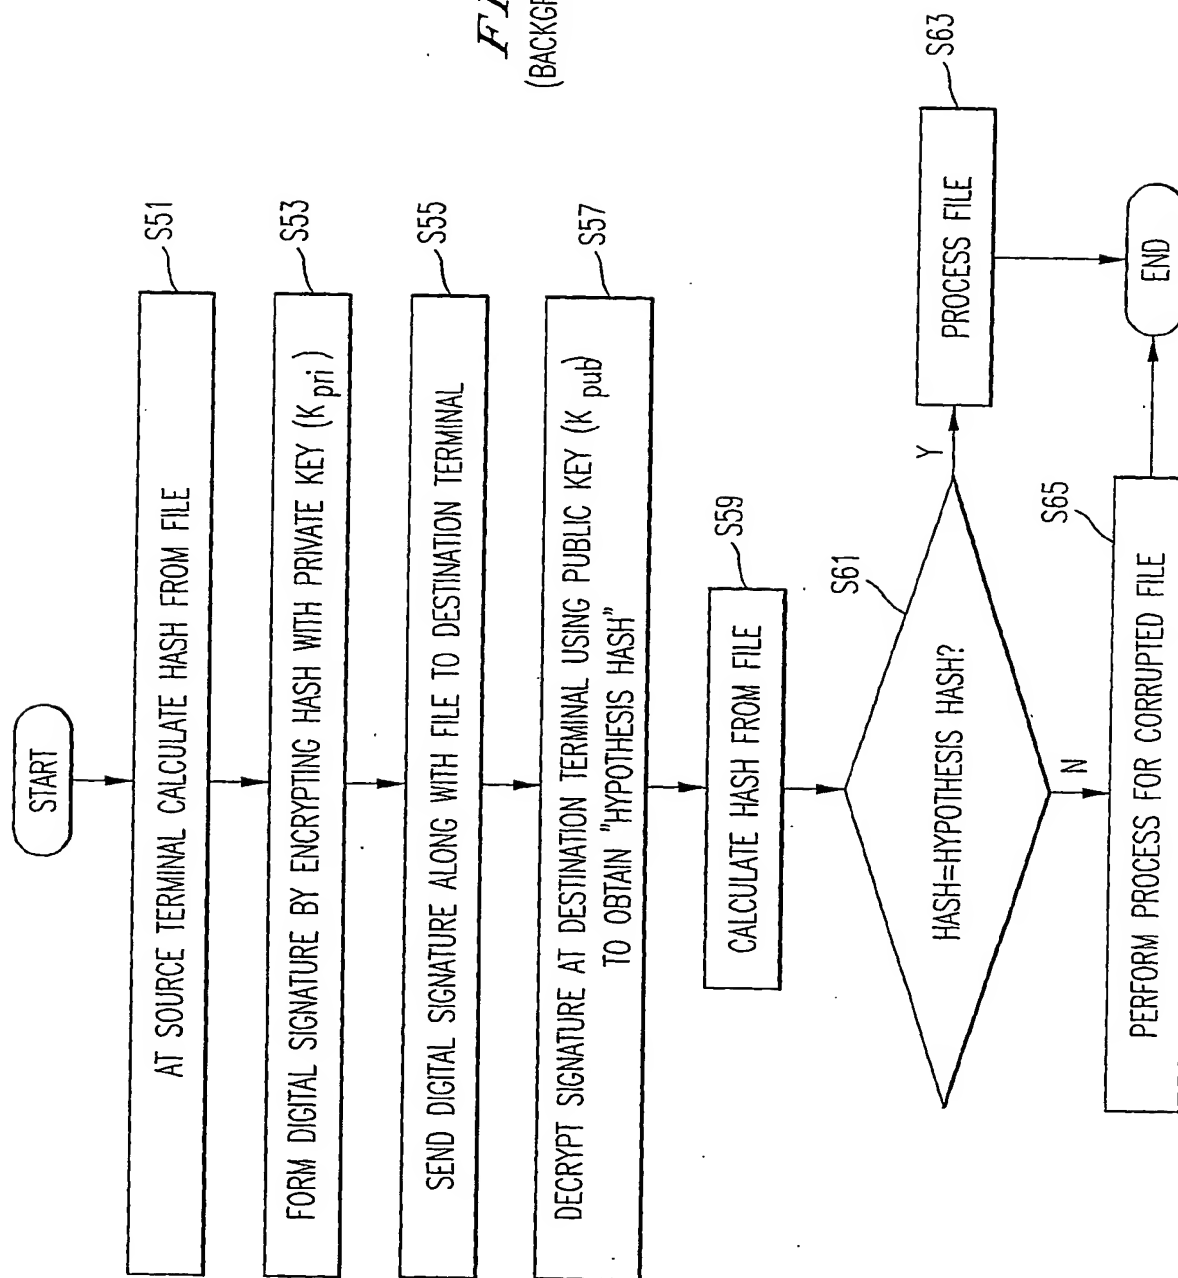 START
S51
AT SOURCE TERMINAL CALCULATE HASH FROM FILE
S53
FORM DIGITAL SIGNATURE BY ENCRYPTING HASH WITH PRIVATE KEY (K pri)
S55
SEND DIGITAL SIGNATURE ALONG WITH FILE TO DESTINATION TERMINAL
S57
DECRYPT SIGNATURE AT DESTINATION TERMINAL USING PUBLIC KEY (K pub)
TO OBTAIN "HYPOTHESIS HASH"
S59
CALCULATE HASH FROM FILE
S61
HASH=HYPOTHESIS HASH?
Y
S63
PROCESS FILE
N
S65
PERFORM PROCESS FOR CORRUPTED FILE
END